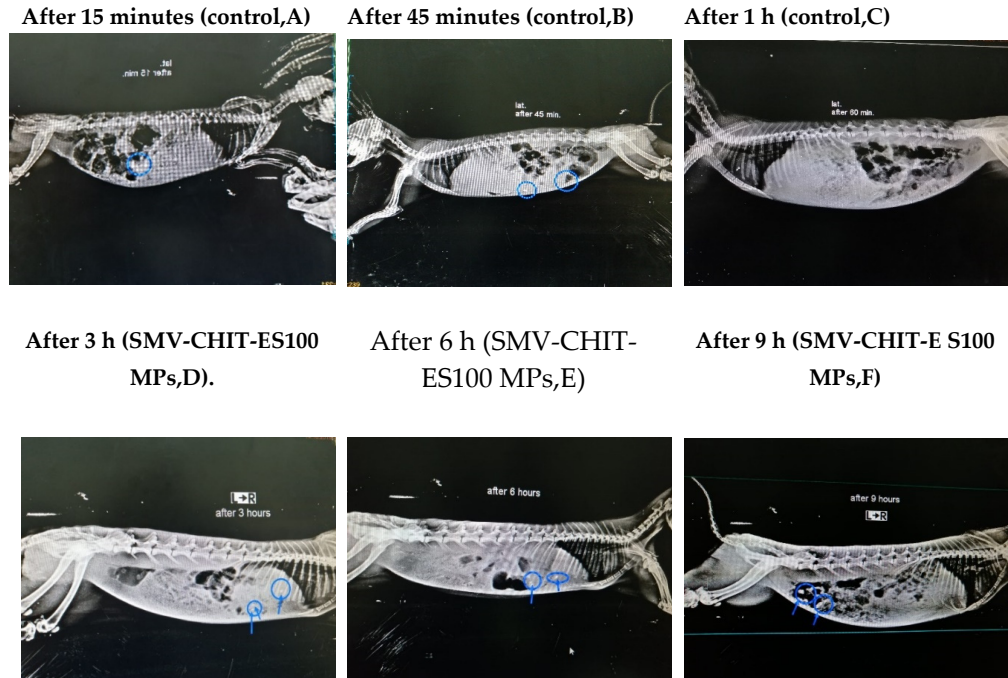 After 15 minutes (control,A)
After 45 minutes (control,B)
After 1 h (control,C)
lat.
after 15 min.
lat.
after 45 min.
lat.
after 60 min.
After 3 h (SMV-CHIT-ES100
MPs,D).
After 6 h (SMV-CHIT-
ES100 MPs,E)
After 9 h (SMV-CHIT-E S100
MPs,F)
L→R
after 3 hours
after 6 hours
after 9 hours
L→R